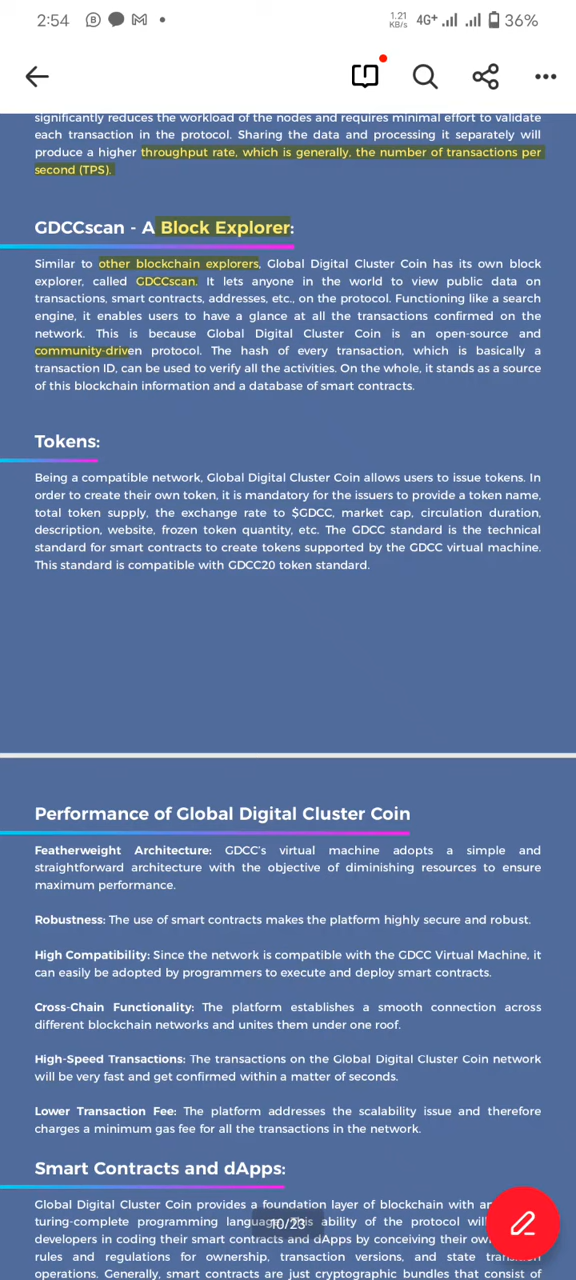 2:54
1.21
KB/s
4G+
36%
significantly reduces the workload of the nodes and requires minimal effort to validate
each transaction in the protocol. Sharing the data and processing it separately will
produce a higher throughput rate, which is generally, the number of transactions per
second (TPS).
GDCCscan - A Block Explorer:
Similar to other blockchain explorers, Global Digital Cluster Coin has its own block
explorer, called GDCCscan. It lets anyone in the world to view public data on
transactions, smart contracts, addresses, etc., on the protocol. Functioning like a search
engine, it enables users to have a glance at all the transactions confirmed on the
network. This is because Global Digital Cluster Coin is an open-source and
community-driven protocol. The hash of every transaction, which is basically a
transaction ID, can be used to verify all the activities. On the whole, it stands as a source
of this blockchain information and a database of smart contracts.
Tokens:
Being a compatible network, Global Digital Cluster Coin allows users to issue tokens. In
order to create their own token, it is mandatory for the issuers to provide a token name,
total token supply, the exchange rate to $GDCC, market cap, circulation duration,
description, website, frozen token quantity, etc. The GDCC standard is the technical
standard for smart contracts to create tokens supported by the GDCC virtual machine.
This standard is compatible with GDCC20 token standard.
Performance of Global Digital Cluster Coin
Featherweight Architecture: GDCC's virtual machine adopts a simple and
straightforward architecture with the objective of diminishing resources to ensure
maximum performance.
Robustness: The use of smart contracts makes the platform highly secure and robust.
High Compatibility: Since the network is compatible with the GDCC Virtual Machine, it
can easily be adopted by programmers to execute and deploy smart contracts.
Cross-Chain Functionality: The platform establishes a smooth connection across
different blockchain networks and unites them under one roof.
High-Speed Transactions: The transactions on the Global Digital Cluster Coin network
will be very fast and get confirmed within a matter of seconds.
Lower Transaction Fee: The platform addresses the scalability issue and therefore
charges a minimum gas fee for all the transactions in the network.
Smart Contracts and dApps:
Global Digital Cluster Coin provides a foundation layer of blockchain with
turing-complete programming ability of the protocol
10/23
developers in coding their smart contracts and dApps by conceiving their
rules and regulations for ownership, transaction versions, and state
operations. Generally, smart contracts are just cryptographic bundles that consist of